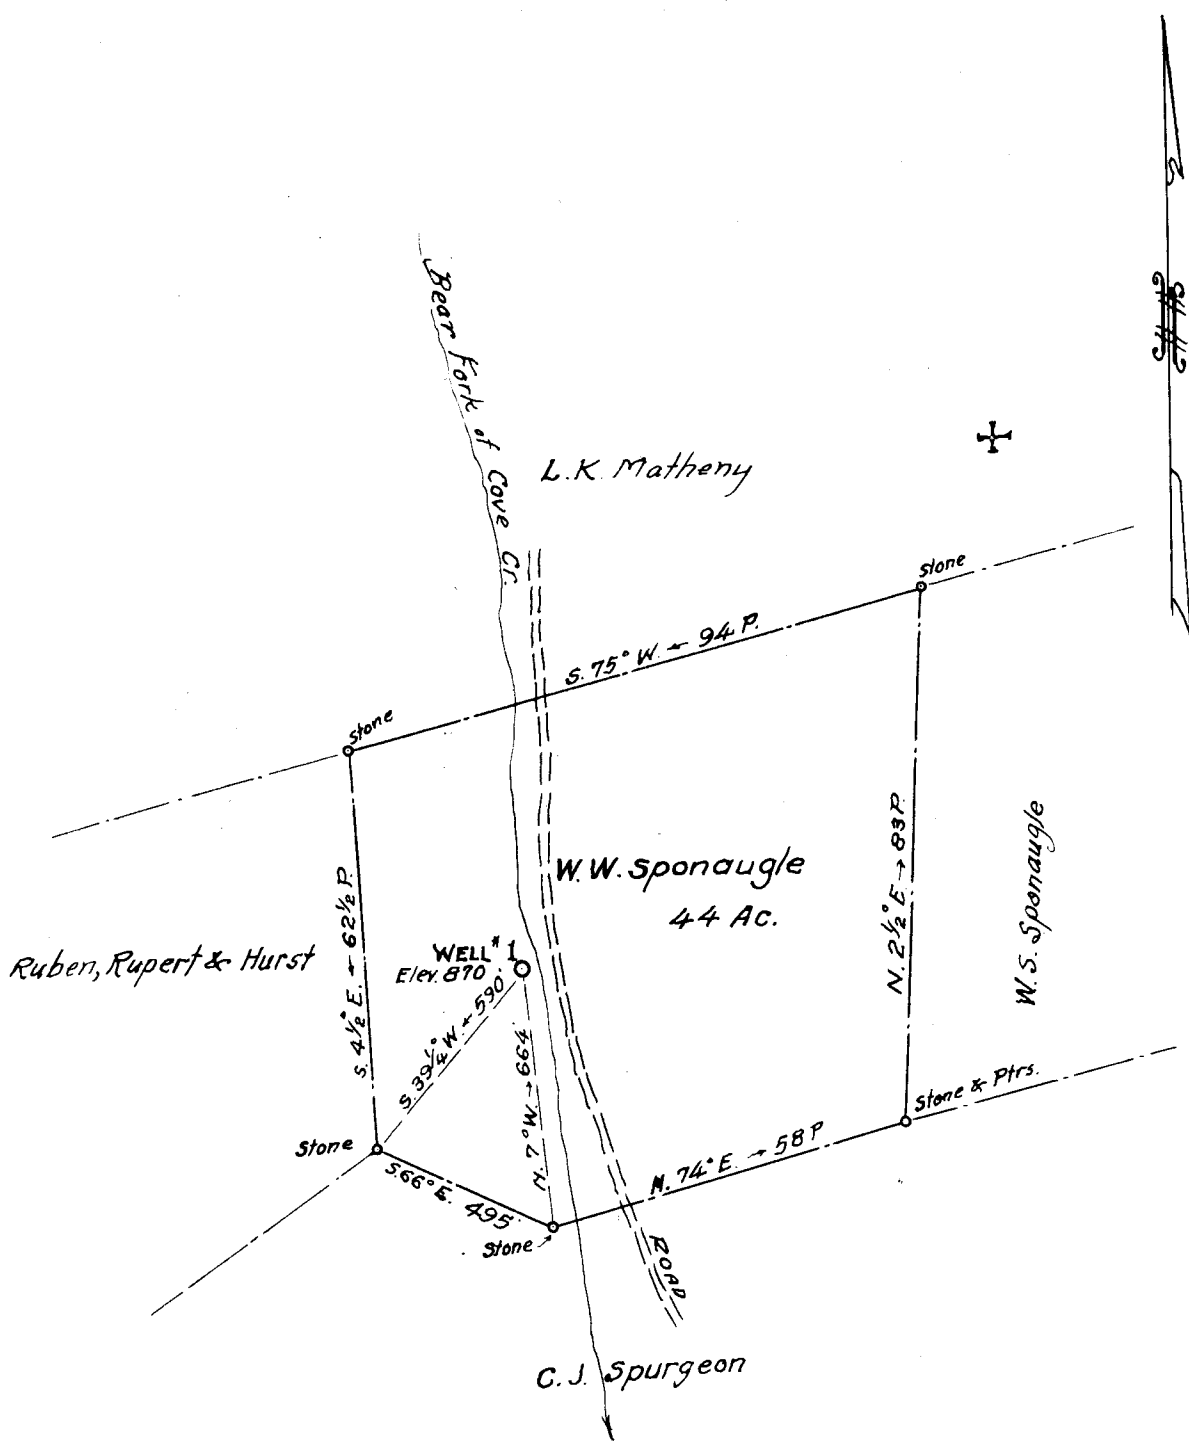 Bear Fork of Cove Cr.
L.K. Matheny
Stone
S. 75° W. ← 94 P.
Stone
W.W. Sponaugle
44 Ac.
N. 2½° E. → 83 P.
W.S. Sponaugle
S. 4½° E. ← 62½ P.
Ruben, Rupert & Hurst
WELL #1
Elev. 870'
S. 39¼° W. ← 590'
N. 7° W. → 664
Stone & Ptrs.
Stone
S. 66° E. 495'
N. 74° E. → 58 P
Stone
ROAD
C. J. Spurgeon